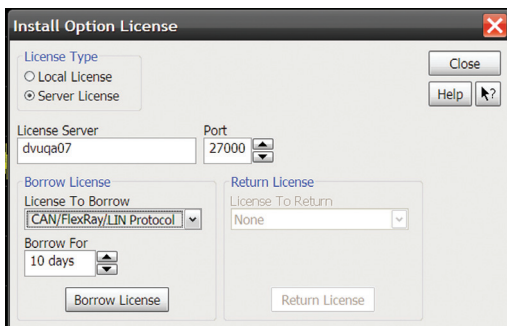 Install Option License
License Type
Local License
Server License
Close
Help
?
License Server
Port
dvuqa07
27000
Borrow License
Return License
License To Borrow
License To Return
CAN/FlexRay/LIN Protocol
None
Borrow For
10 days
Borrow License
Return License